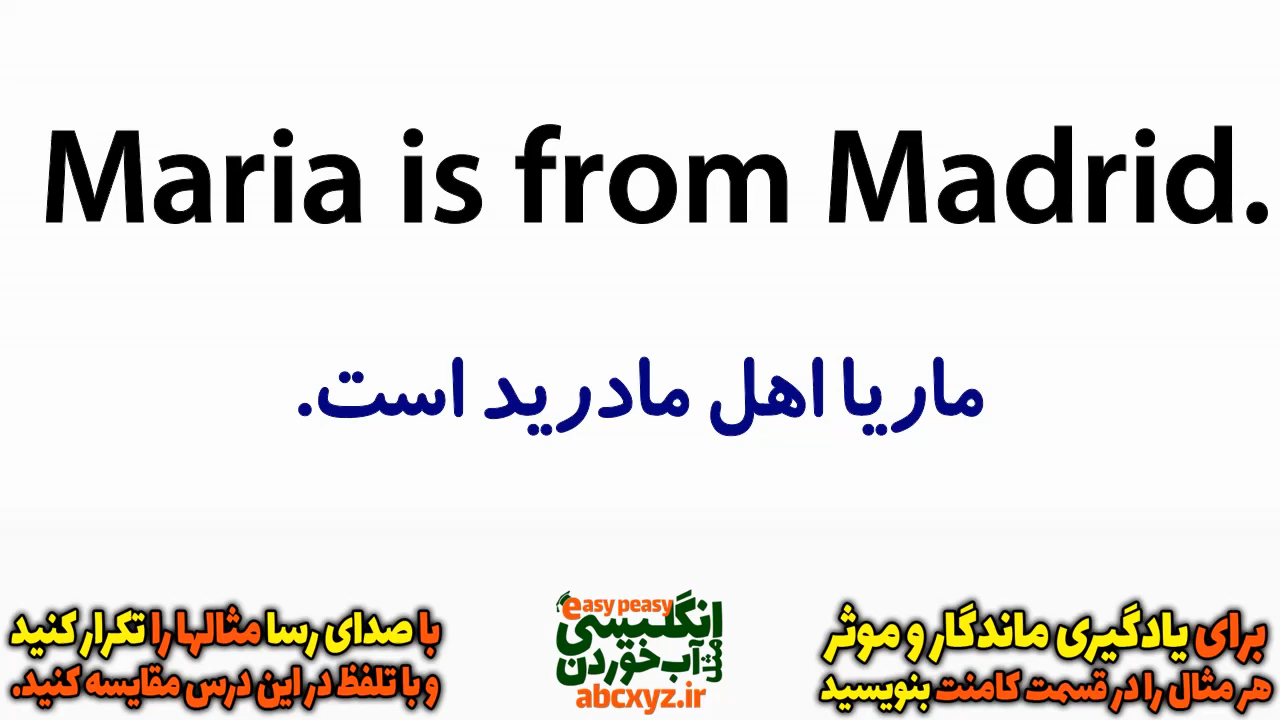 Maria is from Madrid.
ماریا اهل مادرید است.
برای یادگیری ماندگار و موثر
هر مثال را در قسمت کامنت بنویسید
easy peasy
انگلیسی
مثل آب خوردن
abcxyz.ir
با صدای رسا مثالها را تکرار کنید
و با تلفظ در این درس مقایسه کنید.